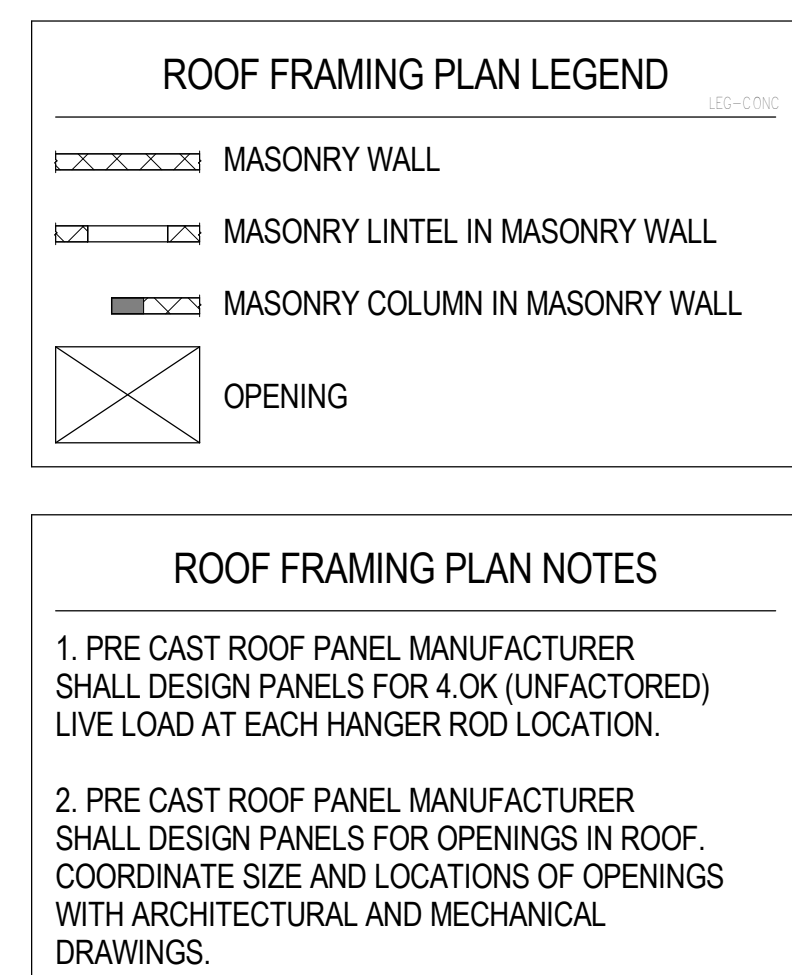 ROOF FRAMING PLAN LEGEND
LEG-CONC
MASONRY WALL
MASONRY LINTEL IN MASONRY WALL
MASONRY COLUMN IN MASONRY WALL
OPENING
ROOF FRAMING PLAN NOTES
1. PRE CAST ROOF PANEL MANUFACTURER
SHALL DESIGN PANELS FOR 4.OK (UNFACTORED)
LIVE LOAD AT EACH HANGER ROD LOCATION.
2. PRE CAST ROOF PANEL MANUFACTURER
SHALL DESIGN PANELS FOR OPENINGS IN ROOF.
COORDINATE SIZE AND LOCATIONS OF OPENINGS
WITH ARCHITECTURAL AND MECHANICAL
DRAWINGS.